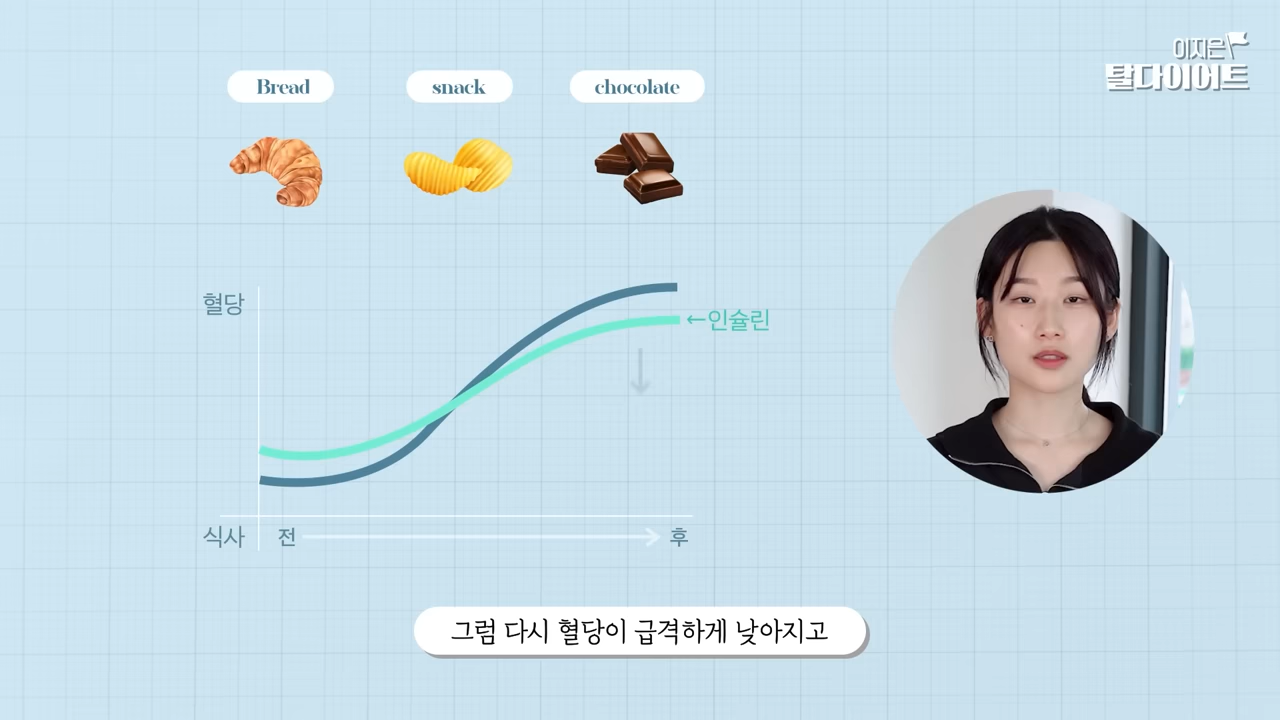 이지은
탈다이어트
Bread
snack
chocolate
혈당
←인슐린
식사
전
후
그럼 다시 혈당이 급격하게 낮아지고